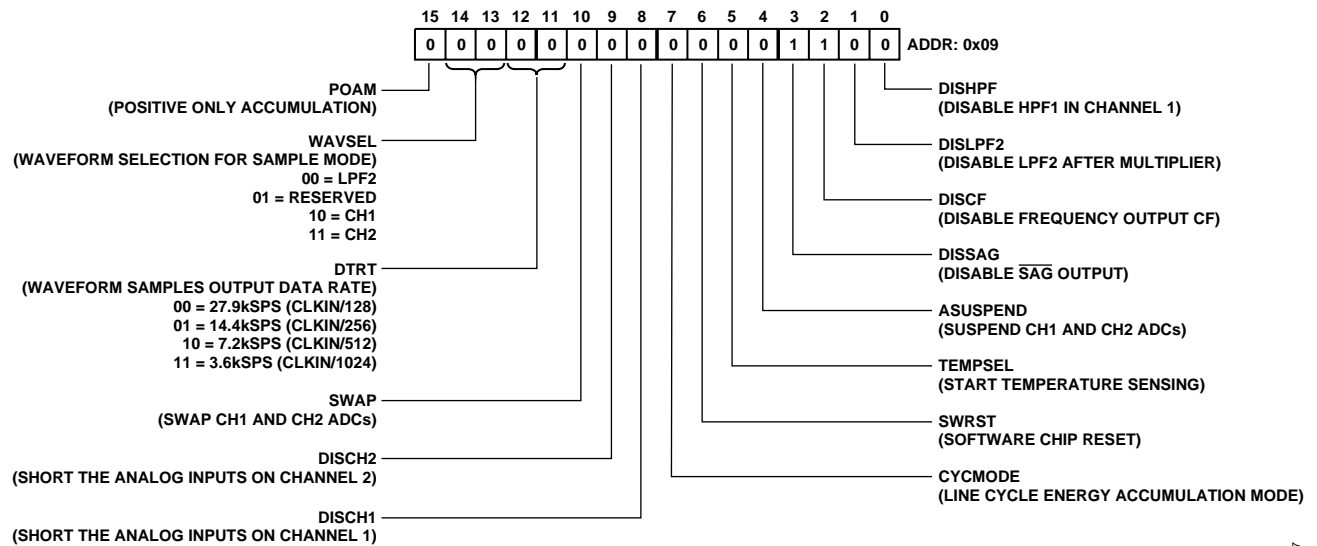 15 14 13 12 11 10 9 8 7 6 5 4 3 2 1 0
0 0 0 0 0 0 0 0 0 0 0 0 1 1 0 0 ADDR: 0x09
POAM
(POSITIVE ONLY ACCUMULATION)
WAVSEL
(WAVEFORM SELECTION FOR SAMPLE MODE)
00 = LPF2
01 = RESERVED
10 = CH1
11 = CH2
DTRT
(WAVEFORM SAMPLES OUTPUT DATA RATE)
00 = 27.9kSPS (CLKIN/128)
01 = 14.4kSPS (CLKIN/256)
10 = 7.2kSPS (CLKIN/512)
11 = 3.6kSPS (CLKIN/1024)
SWAP
(SWAP CH1 AND CH2 ADCs)
DISCH2
(SHORT THE ANALOG INPUTS ON CHANNEL 2)
DISCH1
(SHORT THE ANALOG INPUTS ON CHANNEL 1)
DISHPF
(DISABLE HPF1 IN CHANNEL 1)
DISLPF2
(DISABLE LPF2 AFTER MULTIPLIER)
DISCF
(DISABLE FREQUENCY OUTPUT CF)
DISSAG
(DISABLE SAG OUTPUT)
ASUSPEND
(SUSPEND CH1 AND CH2 ADCs)
TEMPSEL
(START TEMPERATURE SENSING)
SWRST
(SOFTWARE CHIP RESET)
CYCMODE
(LINE CYCLE ENERGY ACCUMULATION MODE)